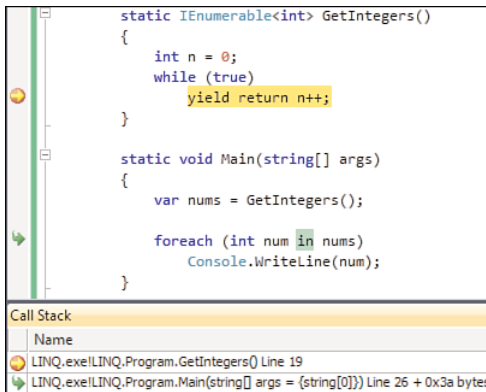 static IEnumerable<int> GetIntegers()
{
int n = 0;
while (true)
yield return n++;
}
static void Main(string[] args)
{
var nums = GetIntegers();
foreach (int num in nums)
Console.WriteLine(num);
}
Call Stack
Name
LINQ.exe!LINQ.Program.GetIntegers() Line 19
LINQ.exe!LINQ.Program.Main(string[] args = {string[0]}) Line 26 + 0x3a bytes